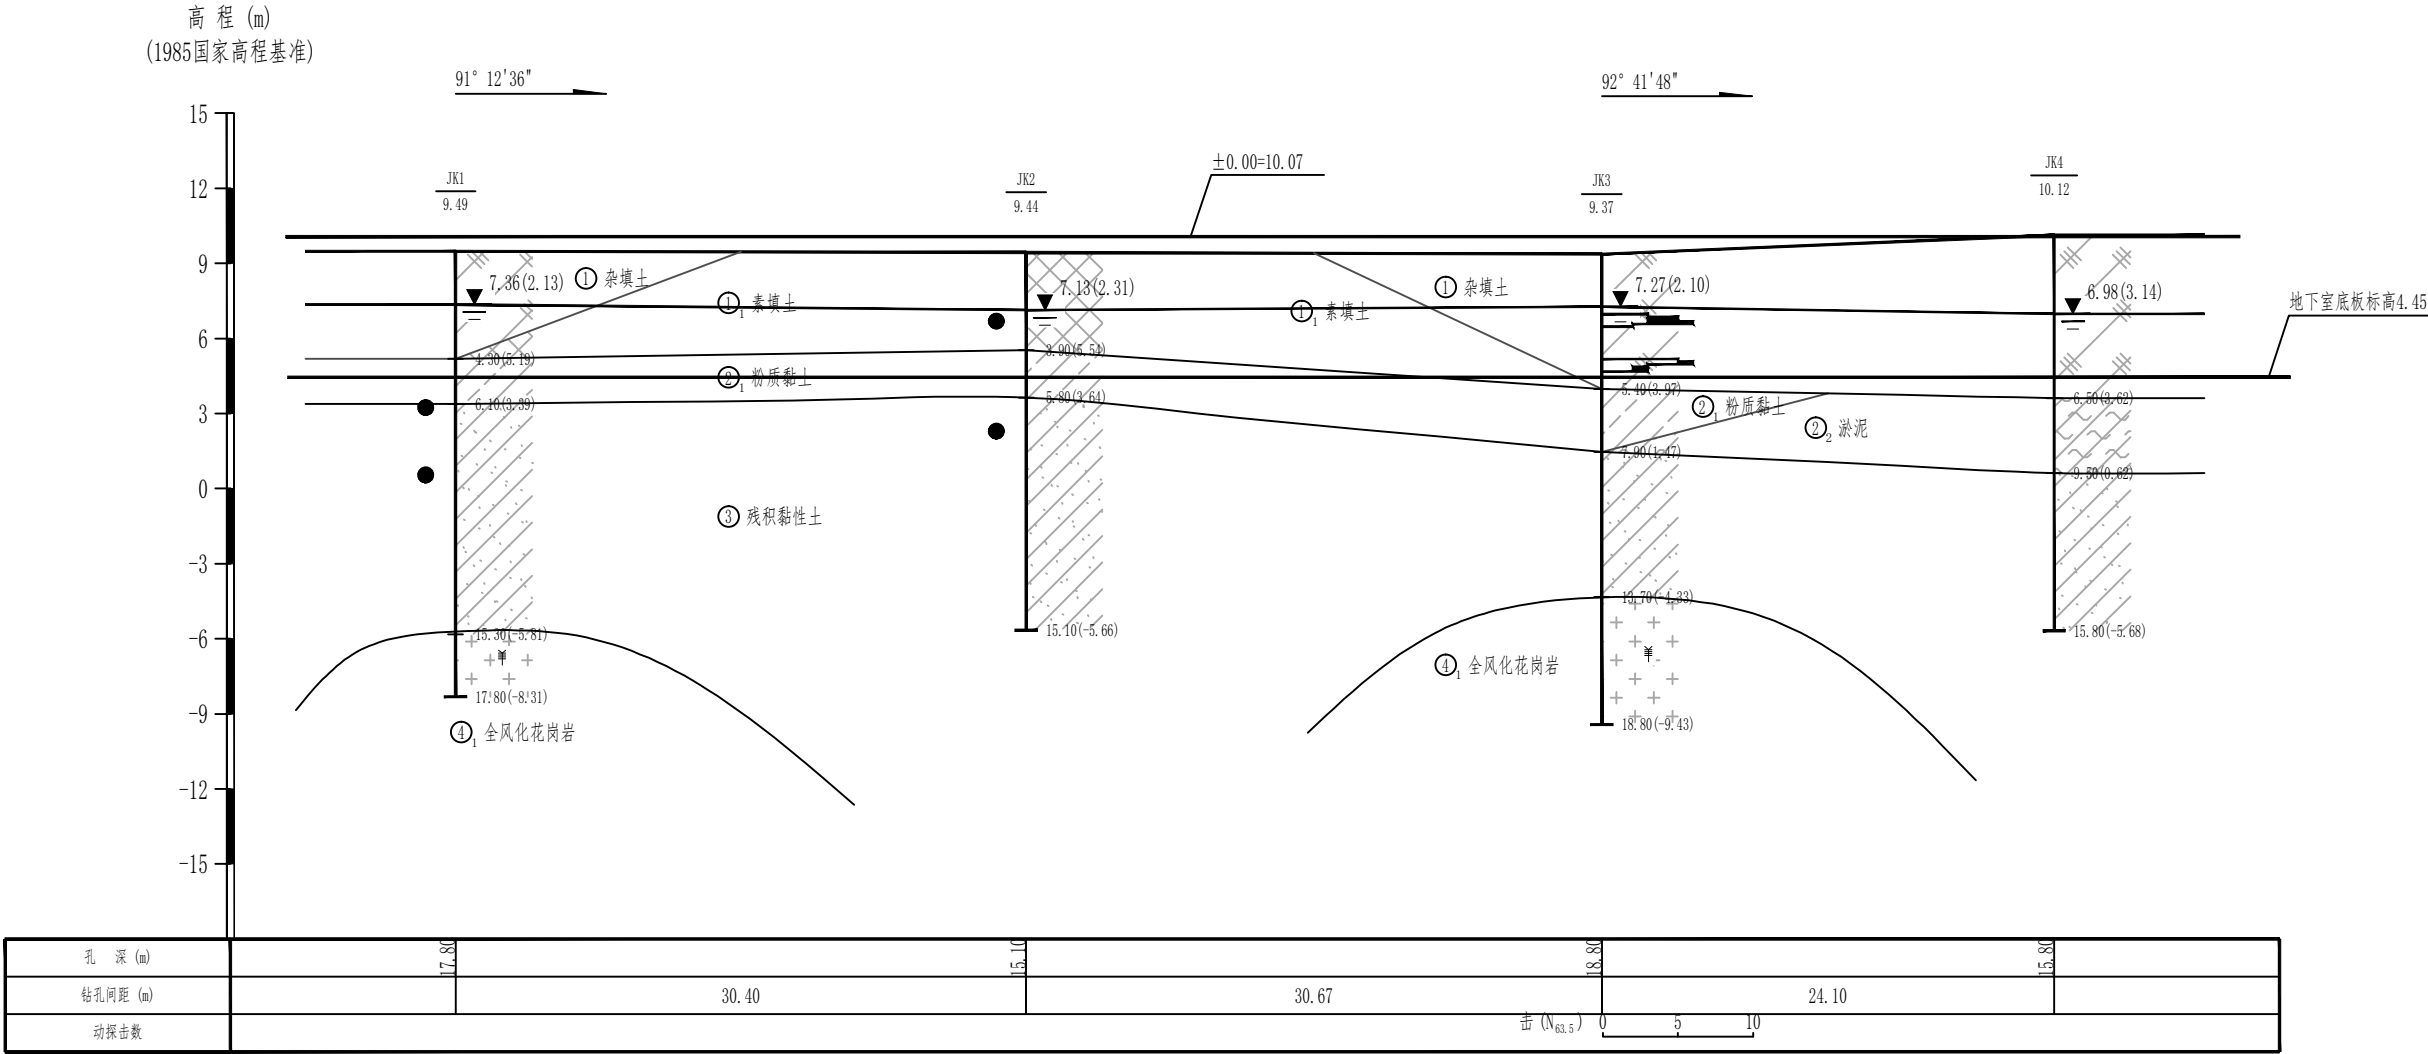 高 程 (m)
(1985国家高程基准)
91° 12'36"
92° 41'48"
15
12
9
6
3
0
-3
-6
-9
-12
-15
±0.00=10.07
JK1
9.49
JK2
9.44
JK3
9.37
JK4
10.12
7.36(2.13)
① 杂填土
①1 素填土
7.13(2.31)
①1 素填土
① 杂填土
7.27(2.10)
6.98(3.14)
地下室底板标高4.45
4.30(5.19)
3.90(5.54)
②1 粉质黏土
5.40(3.97)
6.10(3.39)
5.80(3.64)
②1 粉质黏土
6.50(3.62)
②2 淤泥
7.90(1.47)
9.50(0.62)
③ 残积黏性土
13.70(-4.33)
15.30(-5.81)
15.10(-5.66)
15.80(-5.68)
④1 全风化花岗岩
17.80(-8.31)
18.80(-9.43)
④1 全风化花岗岩
孔 深 (m)
17.80
15.10
18.80
15.80
钻孔间距 (m)
30.40
30.67
24.10
动探击数
击 (N63.5)
0
5
10